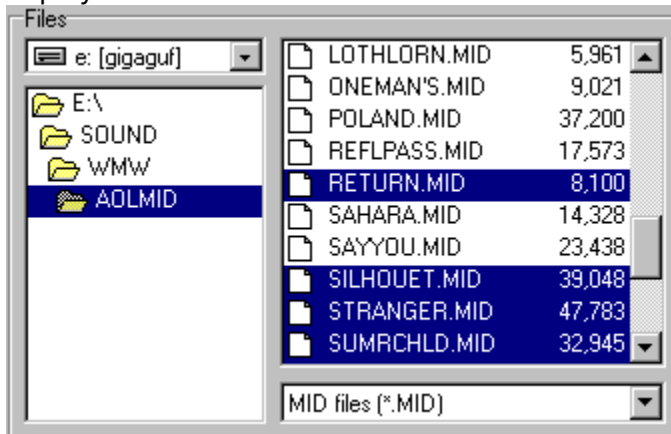 Files
e: [gigaguf]
E:\
SOUND
WMW
AOLMID
LOTHLORN.MID 5,961
ONEMAN'S.MID 9,021
POLAND.MID 37,200
REFLPASS.MID 17,573
RETURN.MID 8,100
SAHARA.MID 14,328
SAYYOU.MID 23,438
SILHOUET.MID 39,048
STRANGER.MID 47,783
SUMRCHLD.MID 32,945
MID files (*.MID)